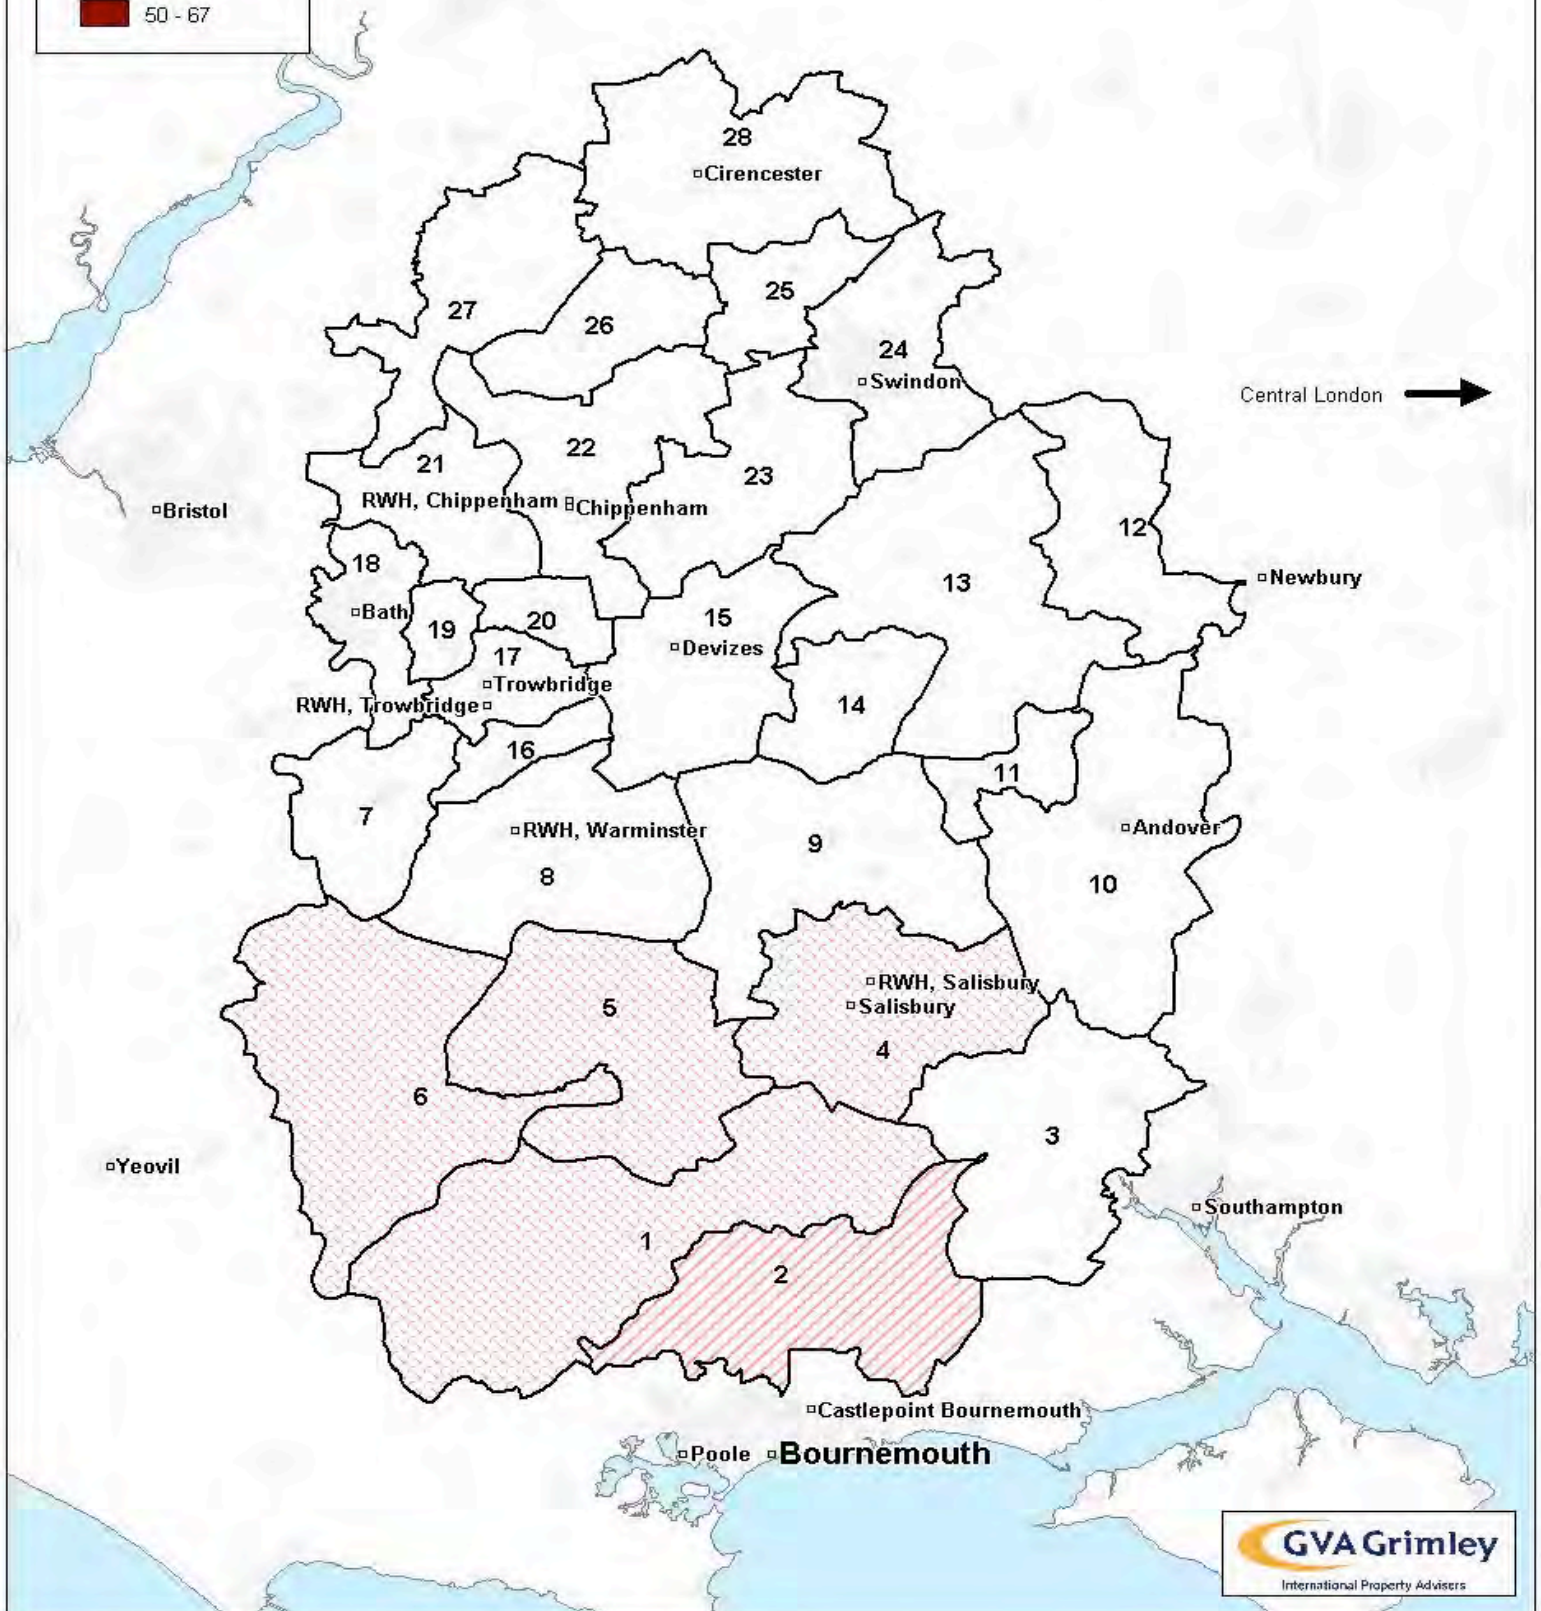 50 - 67
28
Cirencester
27
25
26
24
Swindon
Central London
22
21
23
RWH, Chippenham
Chippenham
Bristol
12
18
13
Newbury
Bath
19
20
15
17
Devizes
Trowbridge
RWH, Trowbridge
14
16
11
7
RWH, Warminster
Andover
9
8
10
RWH, Salisbury
Salisbury
5
4
6
3
Yeovil
Southampton
1
2
Castlepoint Bournemouth
Poole
Bournemouth
GVA Grimley
International Property Advisers